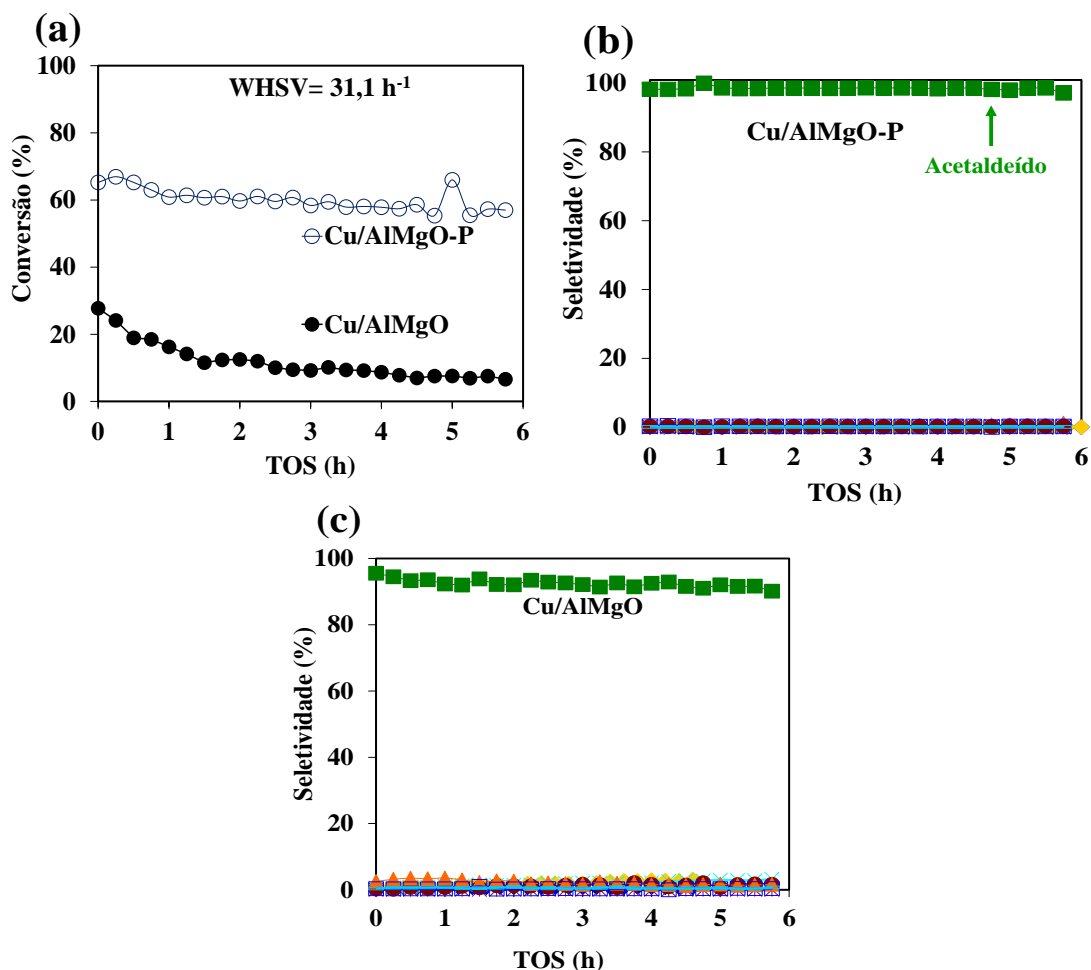 (a)
Conversão (%)
100
80
60
40
20
0
WHSV= 31,1 h⁻¹
Cu/AlMgO-P
Cu/AlMgO
0 1 2 3 4 5 6
TOS (h)
(b)
Seletividade (%)
100
80
60
40
20
0
Cu/AlMgO-P
Acetaldeído
0 1 2 3 4 5 6
TOS (h)
(c)
Seletividade (%)
100
80
60
40
20
0
Cu/AlMgO
0 1 2 3 4 5 6
TOS (h)